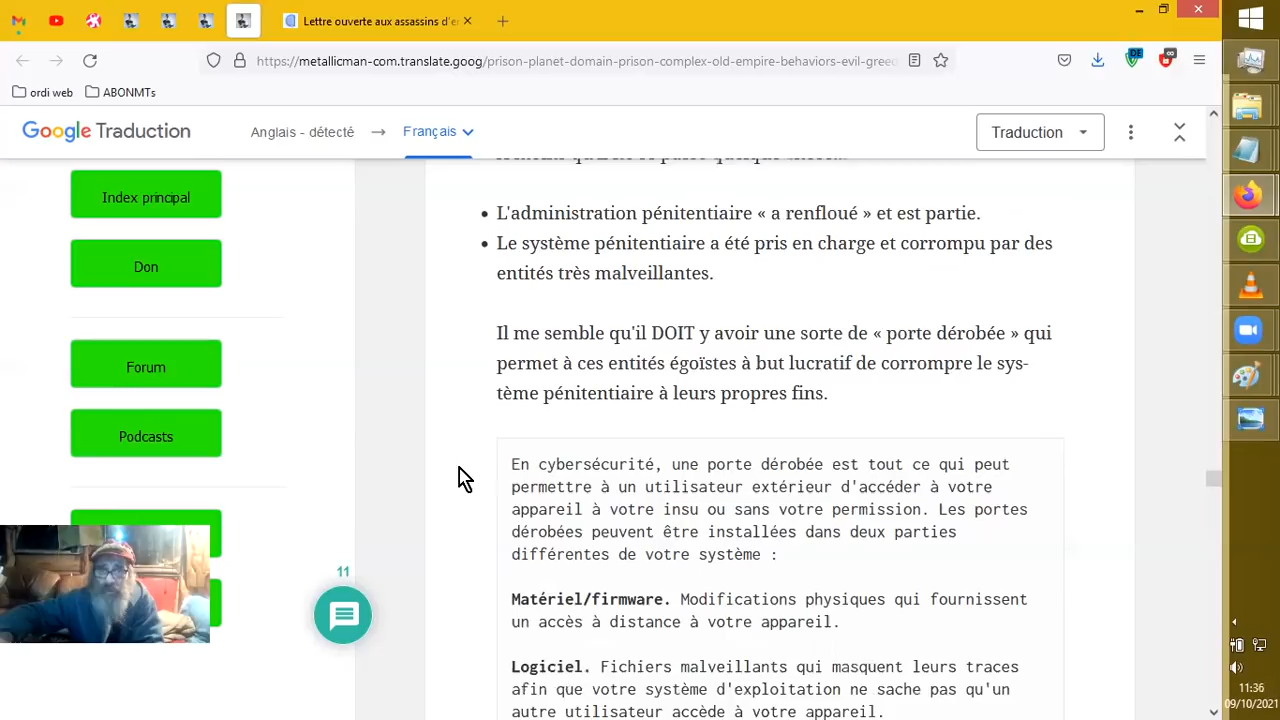 Lettre ouverte aux assassins d'e
https://metallicman-com.translate.goog/prison-planet-domain-prison-complex-old-empire-behaviors-evil-greed
ordi web
ABONMTs
DE
∞
Google Traduction
Anglais - détecté
Français
Traduction
Index principal
Don
Forum
Podcasts
11
L'administration pénitentiaire « a renfloué » et est partie.
Le système pénitentiaire a été pris en charge et corrompu par des
entités très malveillantes.
Il me semble qu'il DOIT y avoir une sorte de « porte dérobée » qui
permet à ces entités égoïstes à but lucratif de corrompre le sys-
tème pénitentiaire à leurs propres fins.
En cybersécurité, une porte dérobée est tout ce qui peut
permettre à un utilisateur extérieur d'accéder à votre
appareil à votre insu ou sans votre permission. Les portes
dérobées peuvent être installées dans deux parties
différentes de votre système :
Matériel/firmware. Modifications physiques qui fournissent
un accès à distance à votre appareil.
Logiciel. Fichiers malveillants qui masquent leurs traces
afin que votre système d'exploitation ne sache pas qu'un
autre utilisateur accède à votre appareil.
11:36
09/10/2021